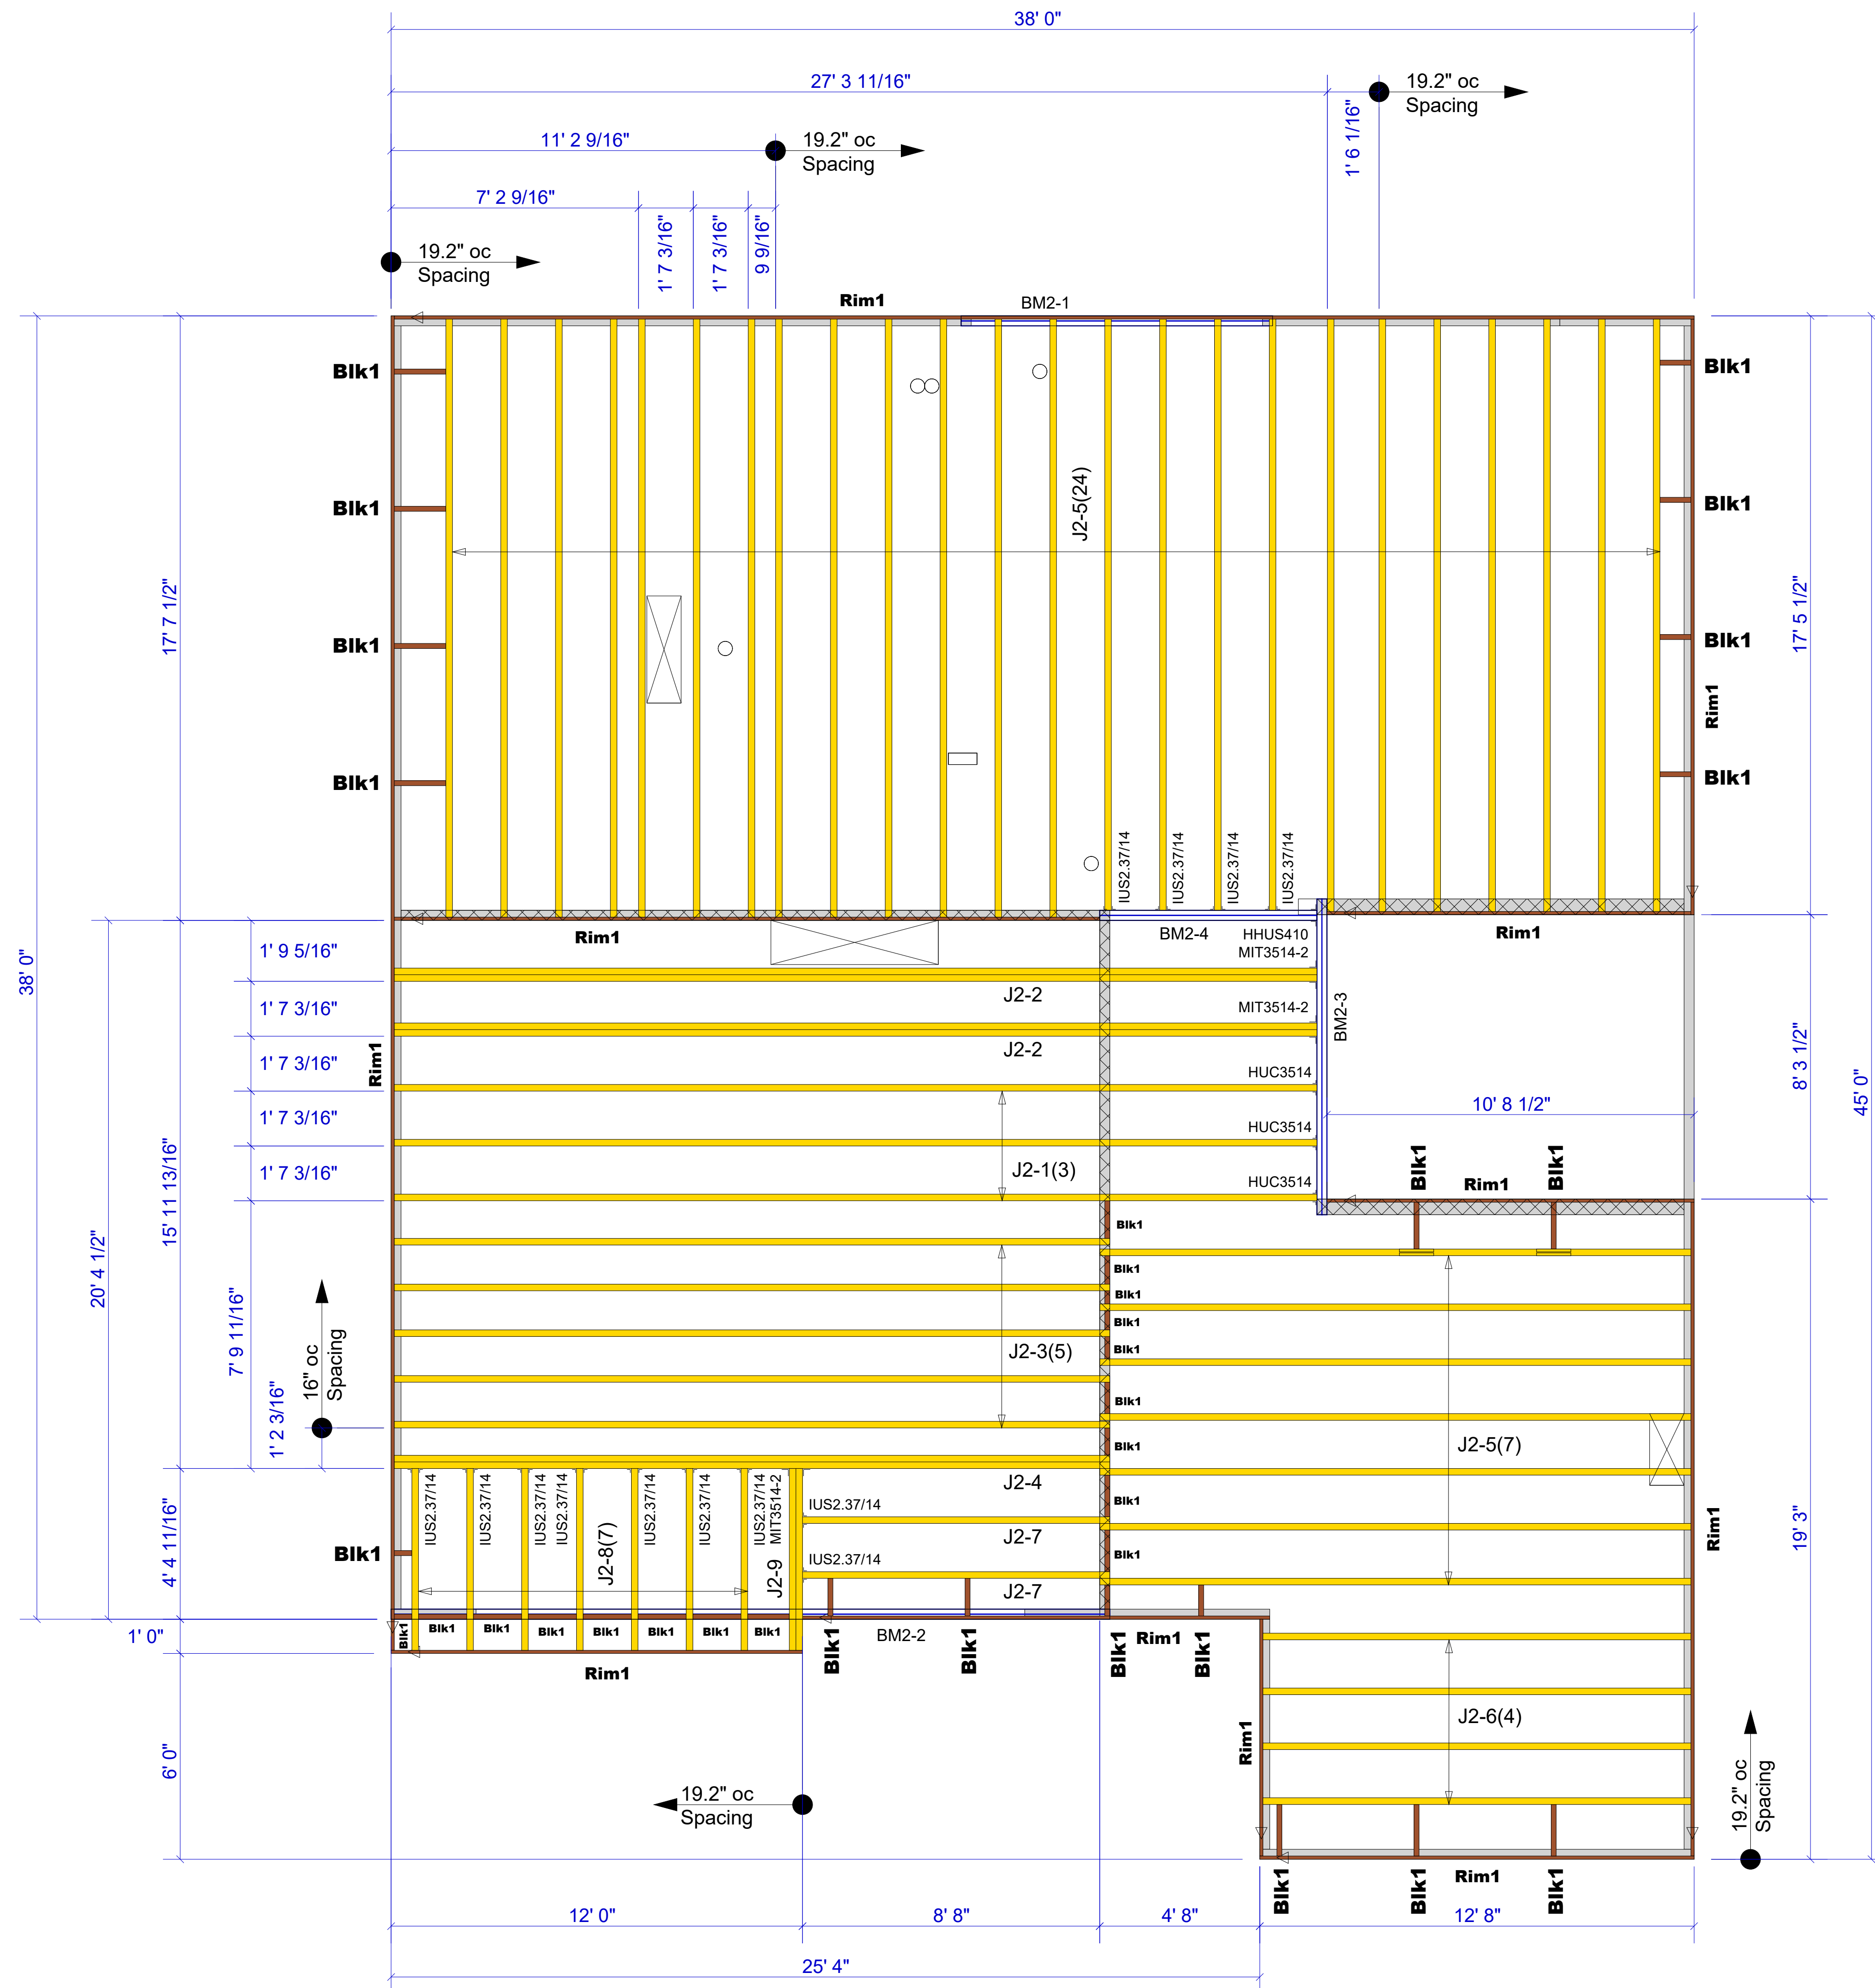 38' 0"
27' 3 11/16"
19.2" oc
Spacing
1' 6 1/16"
11' 2 9/16"
19.2" oc
Spacing
7' 2 9/16"
1' 7 3/16"
1' 7 3/16"
9 9/16"
19.2" oc
Spacing
Rim1
BM2-1
Blk1
Blk1
Blk1
Blk1
Blk1
Blk1
Blk1
Blk1
J2-5(24)
17' 7 1/2"
17' 5 1/2"
Rim1
IUS2.37/14
IUS2.37/14
IUS2.37/14
IUS2.37/14
Rim1
BM2-4
HHUS410
MIT3514-2
Rim1
38' 0"
1' 9 5/16"
J2-2
MIT3514-2
BM2-3
1' 7 3/16"
J2-2
Rim1
1' 7 3/16"
HUC3514
8' 3 1/2"
45' 0"
10' 8 1/2"
1' 7 3/16"
HUC3514
1' 7 3/16"
J2-1(3)
HUC3514
Blk1
Blk1
Rim1
15' 11 13/16"
20' 4 1/2"
Blk1
Blk1
Blk1
Blk1
Blk1
Blk1
Blk1
Blk1
Blk1
7' 9 11/16"
16" oc
Spacing
J2-3(5)
1' 2 3/16"
J2-5(7)
J2-4
IUS2.37/14
IUS2.37/14
IUS2.37/14
IUS2.37/14
IUS2.37/14
IUS2.37/14
IUS2.37/14
MIT3514-2
IUS2.37/14
J2-7
IUS2.37/14
J2-7
J2-8(7)
J2-9
4' 4 11/16"
Blk1
Rim1
19' 3"
1' 0"
Blk1
Blk1
Blk1
Blk1
Blk1
Blk1
Blk1
Blk1
Rim1
Blk1
BM2-2
Blk1
Blk1
Rim1
Blk1
6' 0"
Rim1
J2-6(4)
19.2" oc
Spacing
19.2" oc
Spacing
Blk1
Blk1
Rim1
Blk1
12' 0"
8' 8"
4' 8"
12' 8"
25' 4"